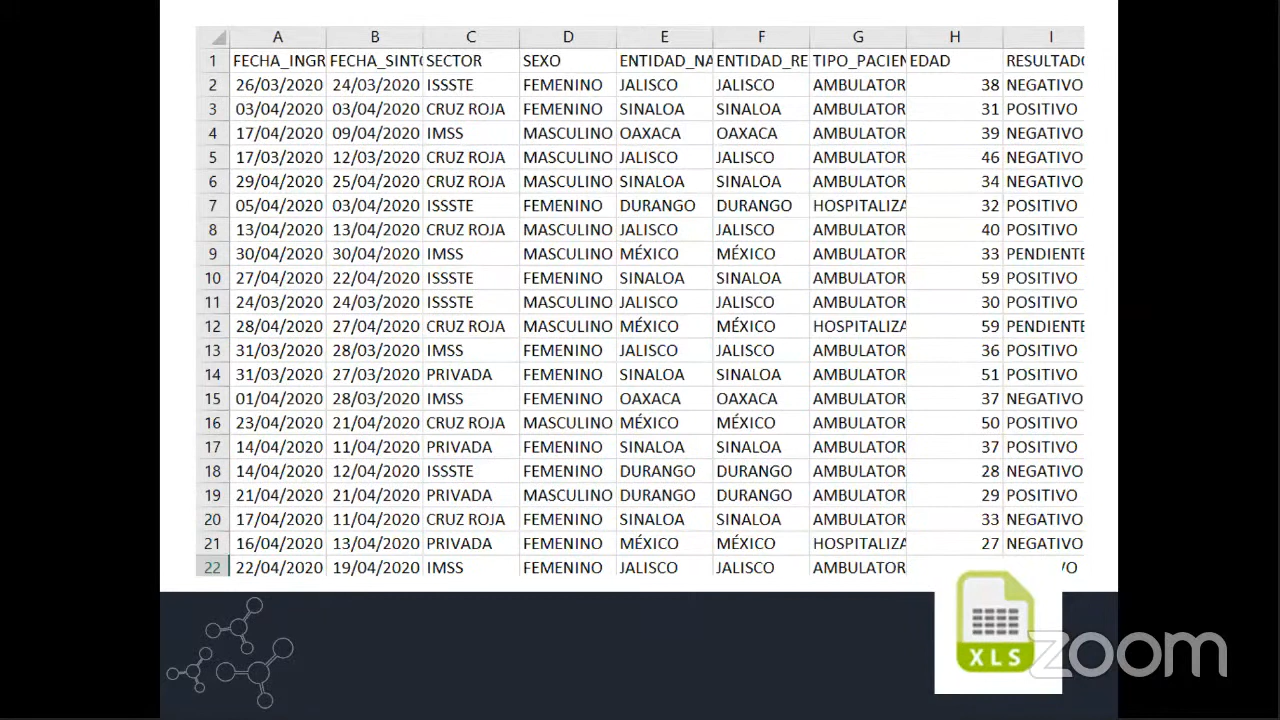 A B C D E F G H I
1 FECHA_INGR FECHA_SINTO SECTOR SEXO ENTIDAD_NA ENTIDAD_RE TIPO_PACIEN EDAD RESULTADO
2 26/03/2020 24/03/2020 ISSSTE FEMENINO JALISCO JALISCO AMBULATOR 38 NEGATIVO
3 03/04/2020 03/04/2020 CRUZ ROJA FEMENINO SINALOA SINALOA AMBULATOR 31 POSITIVO
4 17/04/2020 09/04/2020 IMSS MASCULINO OAXACA OAXACA AMBULATOR 39 NEGATIVO
5 17/03/2020 12/03/2020 CRUZ ROJA MASCULINO JALISCO JALISCO AMBULATOR 46 NEGATIVO
6 29/04/2020 25/04/2020 CRUZ ROJA MASCULINO SINALOA SINALOA AMBULATOR 34 NEGATIVO
7 05/04/2020 03/04/2020 ISSSTE FEMENINO DURANGO DURANGO HOSPITALIZA 32 POSITIVO
8 13/04/2020 13/04/2020 CRUZ ROJA MASCULINO JALISCO JALISCO AMBULATOR 40 POSITIVO
9 30/04/2020 30/04/2020 IMSS MASCULINO MÉXICO MÉXICO AMBULATOR 33 PENDIENTE
10 27/04/2020 22/04/2020 ISSSTE FEMENINO SINALOA SINALOA AMBULATOR 59 POSITIVO
11 24/03/2020 24/03/2020 ISSSTE MASCULINO JALISCO JALISCO AMBULATOR 30 POSITIVO
12 28/04/2020 27/04/2020 CRUZ ROJA MASCULINO MÉXICO MÉXICO HOSPITALIZA 59 PENDIENTE
13 31/03/2020 28/03/2020 IMSS FEMENINO JALISCO JALISCO AMBULATOR 36 POSITIVO
14 31/03/2020 27/03/2020 PRIVADA FEMENINO SINALOA SINALOA AMBULATOR 51 POSITIVO
15 01/04/2020 28/03/2020 IMSS FEMENINO OAXACA OAXACA AMBULATOR 37 NEGATIVO
16 23/04/2020 21/04/2020 CRUZ ROJA MASCULINO MÉXICO MÉXICO AMBULATOR 50 POSITIVO
17 14/04/2020 11/04/2020 PRIVADA FEMENINO SINALOA SINALOA AMBULATOR 37 POSITIVO
18 14/04/2020 12/04/2020 ISSSTE FEMENINO DURANGO DURANGO AMBULATOR 28 NEGATIVO
19 21/04/2020 21/04/2020 PRIVADA MASCULINO DURANGO DURANGO AMBULATOR 29 POSITIVO
20 17/04/2020 11/04/2020 CRUZ ROJA FEMENINO SINALOA SINALOA AMBULATOR 33 NEGATIVO
21 16/04/2020 13/04/2020 PRIVADA FEMENINO MÉXICO MÉXICO HOSPITALIZA 27 NEGATIVO
22 22/04/2020 19/04/2020 IMSS FEMENINO JALISCO JALISCO AMBULATOR VO
XLS
zoom